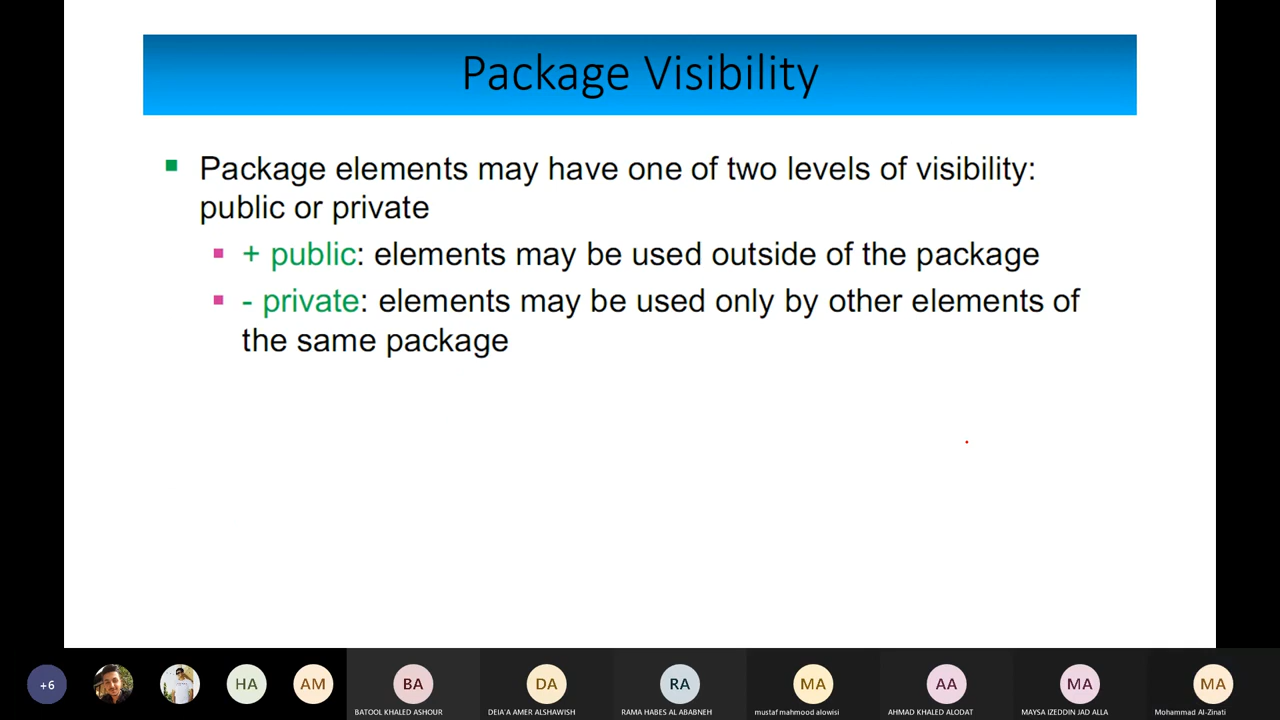 Package Visibility
Package elements may have one of two levels of visibility:
public or private
+ public: elements may be used outside of the package
- private: elements may be used only by other elements of
the same package
+6
HA
AM
BA
DA
RA
MA
AA
MA
MA
BATOOL KHALED ASHOUR
DEIA'A AMER ALSHAWISH
RAMA HABES AL ABABNEH
mustaf mahmood alowisi
AHMAD KHALED ALODAT
MAYSA IZEDDIN JAD ALLA
Mohammad Al-Zinati